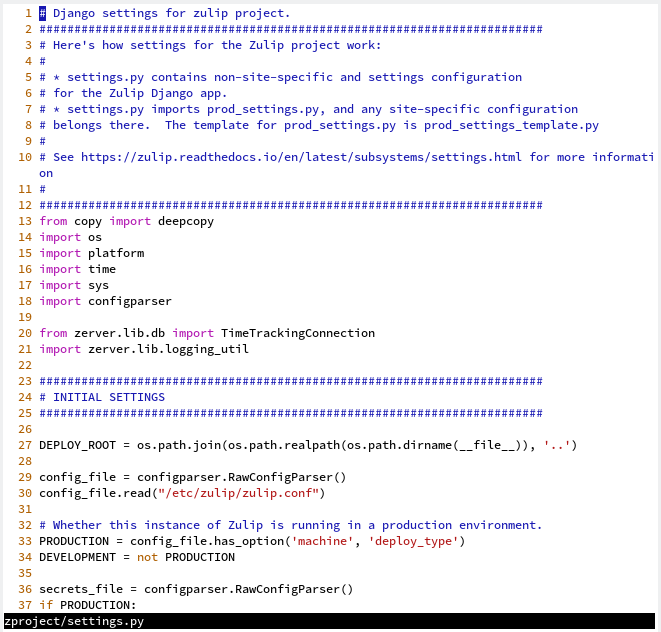 1 # Django settings for zulip project.
2 ########################################################################
3 # Here's how settings for the Zulip project work:
4 #
5 # * settings.py contains non-site-specific and settings configuration
6 # for the Zulip Django app.
7 # * settings.py imports prod_settings.py, and any site-specific configuration
8 # belongs there.  The template for prod_settings.py is prod_settings_template.py
9 #
10 # See https://zulip.readthedocs.io/en/latest/subsystems/settings.html for more informati
on
11 #
12 ########################################################################
13 from copy import deepcopy
14 import os
15 import platform
16 import time
17 import sys
18 import configparser
19
20 from zerver.lib.db import TimeTrackingConnection
21 import zerver.lib.logging_util
22
23 ########################################################################
24 # INITIAL SETTINGS
25 ########################################################################
26
27 DEPLOY_ROOT = os.path.join(os.path.realpath(os.path.dirname(__file__)), '..')
28
29 config_file = configparser.RawConfigParser()
30 config_file.read("/etc/zulip/zulip.conf")
31
32 # Whether this instance of Zulip is running in a production environment.
33 PRODUCTION = config_file.has_option('machine', 'deploy_type')
34 DEVELOPMENT = not PRODUCTION
35
36 secrets_file = configparser.RawConfigParser()
37 if PRODUCTION:
zproject/settings.py